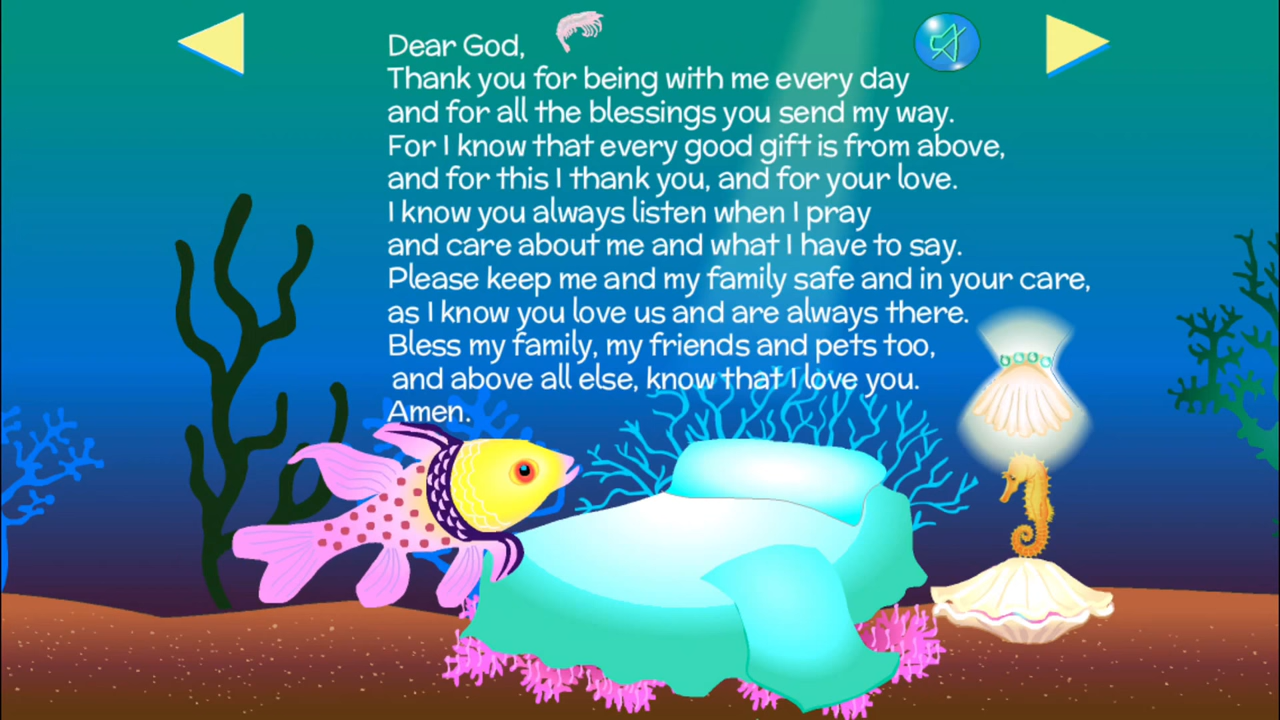 Dear God,
Thank you for being with me every day
and for all the blessings you send my way.
For I know that every good gift is from above,
and for this I thank you, and for your love.
I know you always listen when I pray
and care about me and what I have to say.
Please keep me and my family safe and in your care,
as I know you love us and are always there.
Bless my family, my friends and pets too,
and above all else, know that I love you.
Amen.